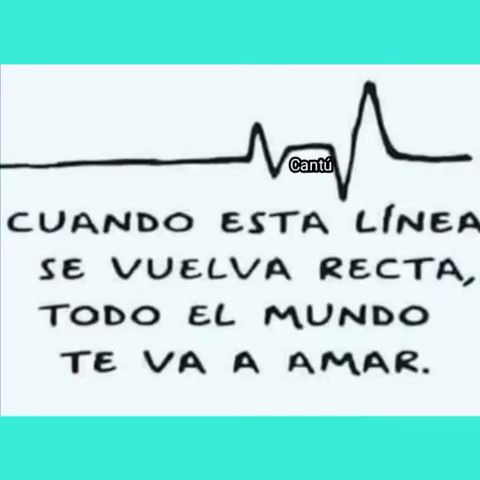 Cantú
CUANDO ESTA LÍNEA
SE VUELVA RECTA,
TODO EL MUNDO
TE VA A AMAR.